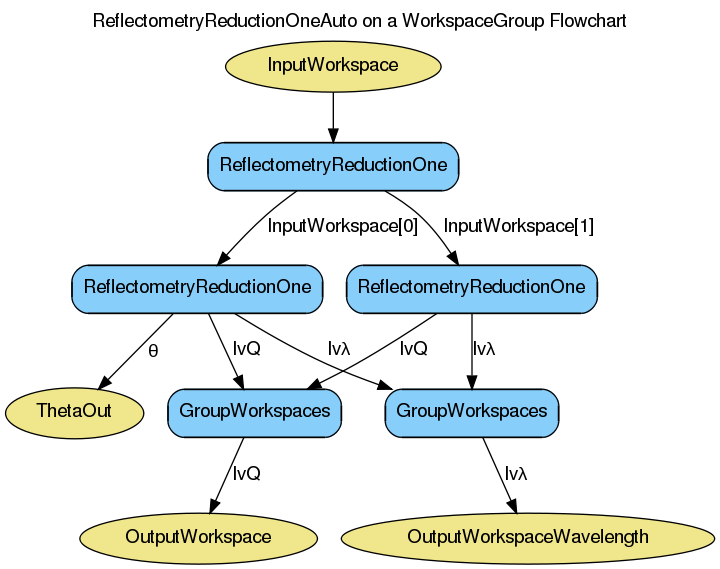 ReflectometryReductionOneAuto on a WorkspaceGroup Flowchart
InputWorkspace
ReflectometryReductionOne
InputWorkspace[0]
InputWorkspace[1]
ReflectometryReductionOne
ReflectometryReductionOne
θ
IvQ
Ivλ
IvQ
Ivλ
ThetaOut
GroupWorkspaces
GroupWorkspaces
IvQ
Ivλ
OutputWorkspace
OutputWorkspaceWavelength